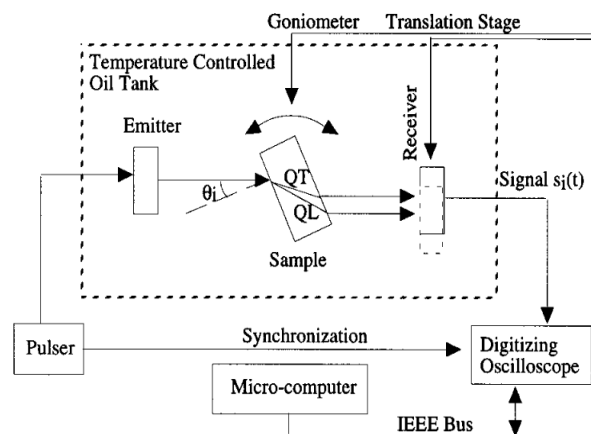 Goniometer
Translation Stage
Temperature Controlled
Oil Tank
Emitter
Receiver
θi
QT
QL
Signal si(t)
Sample
Synchronization
Pulser
Digitizing
Oscilloscope
Micro-computer
IEEE Bus